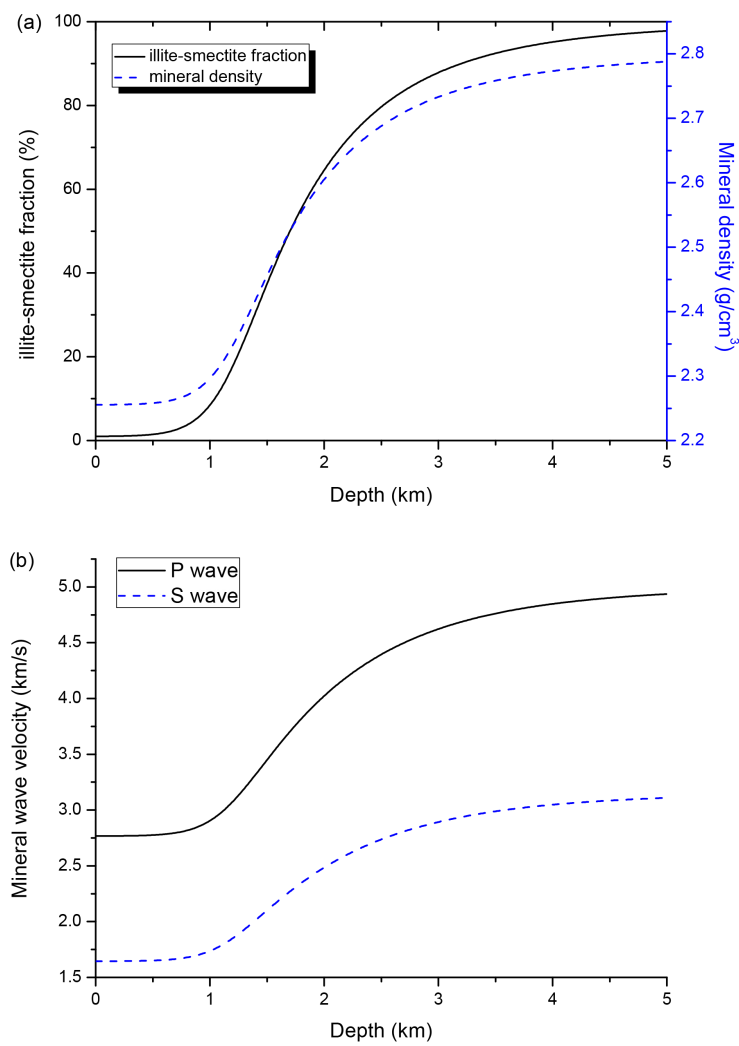 (a)
100
80
60
40
20
0
illite-smectite fraction (%)
illite-smectite fraction
mineral density
2.8
2.7
2.6
2.5
2.4
2.3
2.2
Mineral density (g/cm³)
0 1 2 3 4 5
Depth (km)
(b)
5.0
4.5
4.0
3.5
3.0
2.5
2.0
1.5
Mineral wave velocity (km/s)
P wave
S wave
0 1 2 3 4 5
Depth (km)